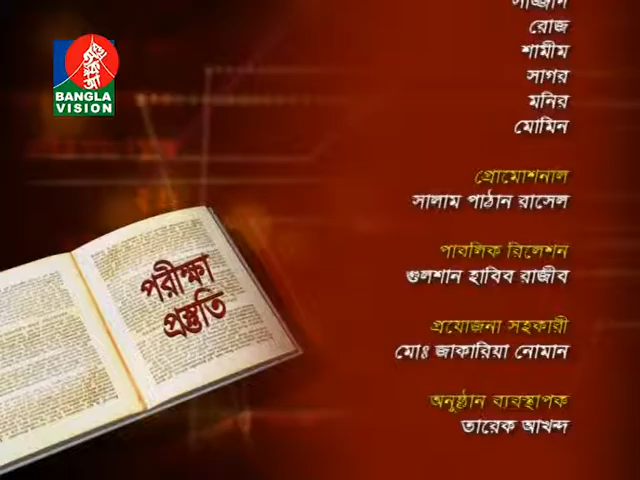 সাজ্জান
রোজ
শামীম
সাগর
মনির
মোমিন
BANGLA
VISION
প্রোমোশনাল
সালাম পাঠান রাসেল
পাবলিক রিলেশন
গুলশান হাবিব রাজীব
পরীক্ষা
প্রস্তুতি
প্রযোজনা সহকারী
মোঃ জাকারিয়া নোমান
অনুষ্ঠান ব্যবস্থাপক
তারেক আখন্দ